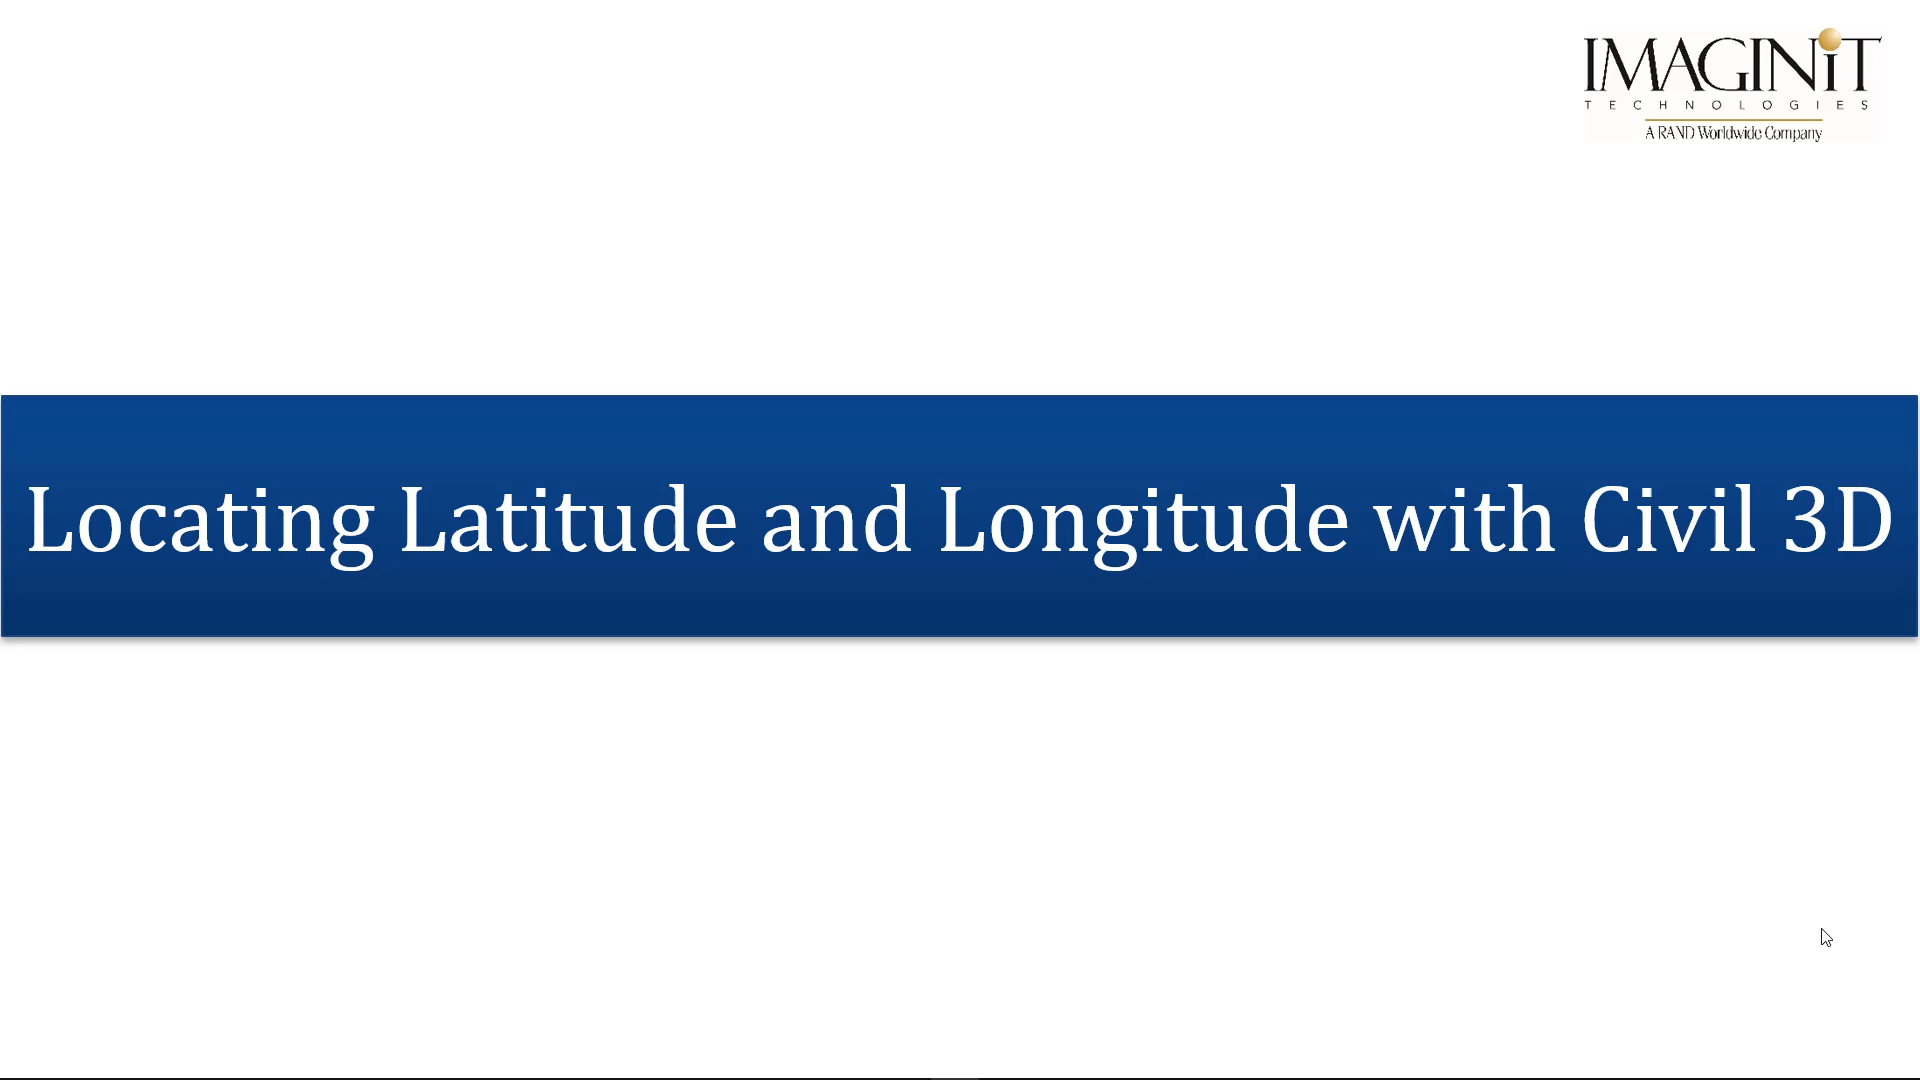 IMAGINiT
TECHNOLOGIES
A RAND Worldwide Company
Locating Latitude and Longitude with Civil 3D